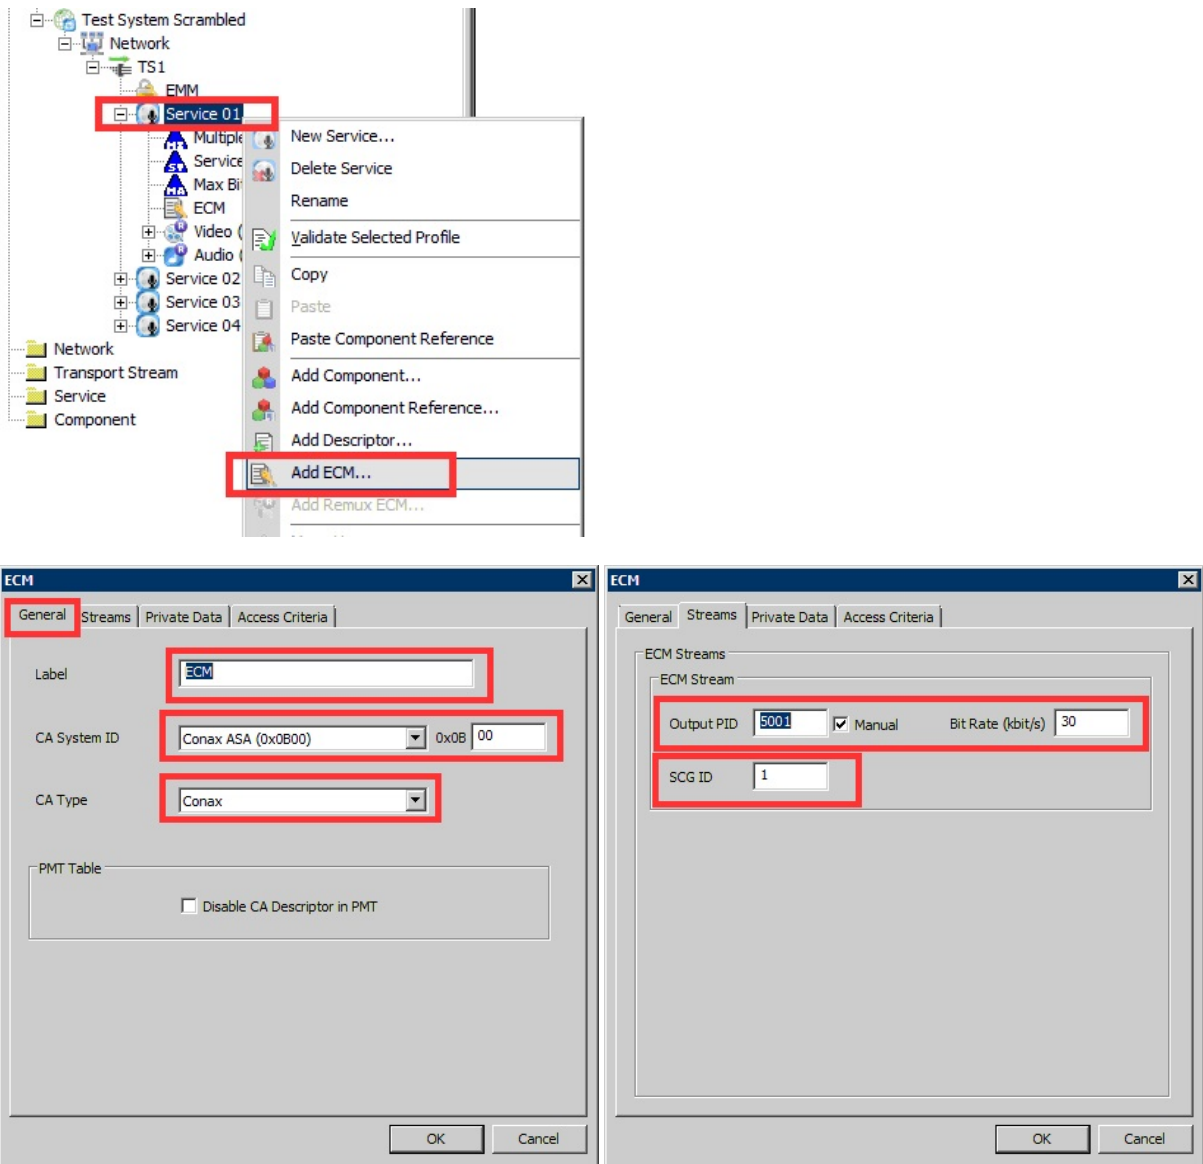 Test System Scrambled
Network
TS1
EMM
Service 01
Multiple
Service
Max Bi
ECM
Video (
Audio (
Service 02
Service 03
Service 04
Network
Transport Stream
Service
Component
New Service...
Delete Service
Rename
Validate Selected Profile
Copy
Paste
Paste Component Reference
Add Component...
Add Component Reference...
Add Descriptor...
Add ECM...
Add Remux ECM...
ECM
General Streams Private Data Access Criteria
Label ECM
CA System ID Conax ASA (0x0B00) 0x0B 00
CA Type Conax
PMT Table
Disable CA Descriptor in PMT
OK Cancel
ECM
General Streams Private Data Access Criteria
ECM Streams
ECM Stream
Output PID 5001 Manual Bit Rate (kbit/s) 30
SCG ID 1
OK Cancel